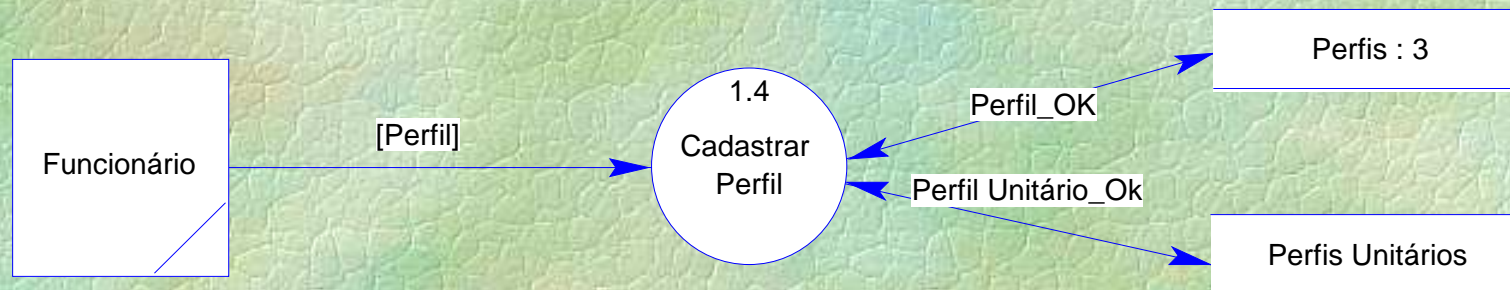 Funcionário
[Perfil]
1.4
Cadastrar
Perfil
Perfil_OK
Perfil Unitário_Ok
Perfis : 3
Perfis Unitários